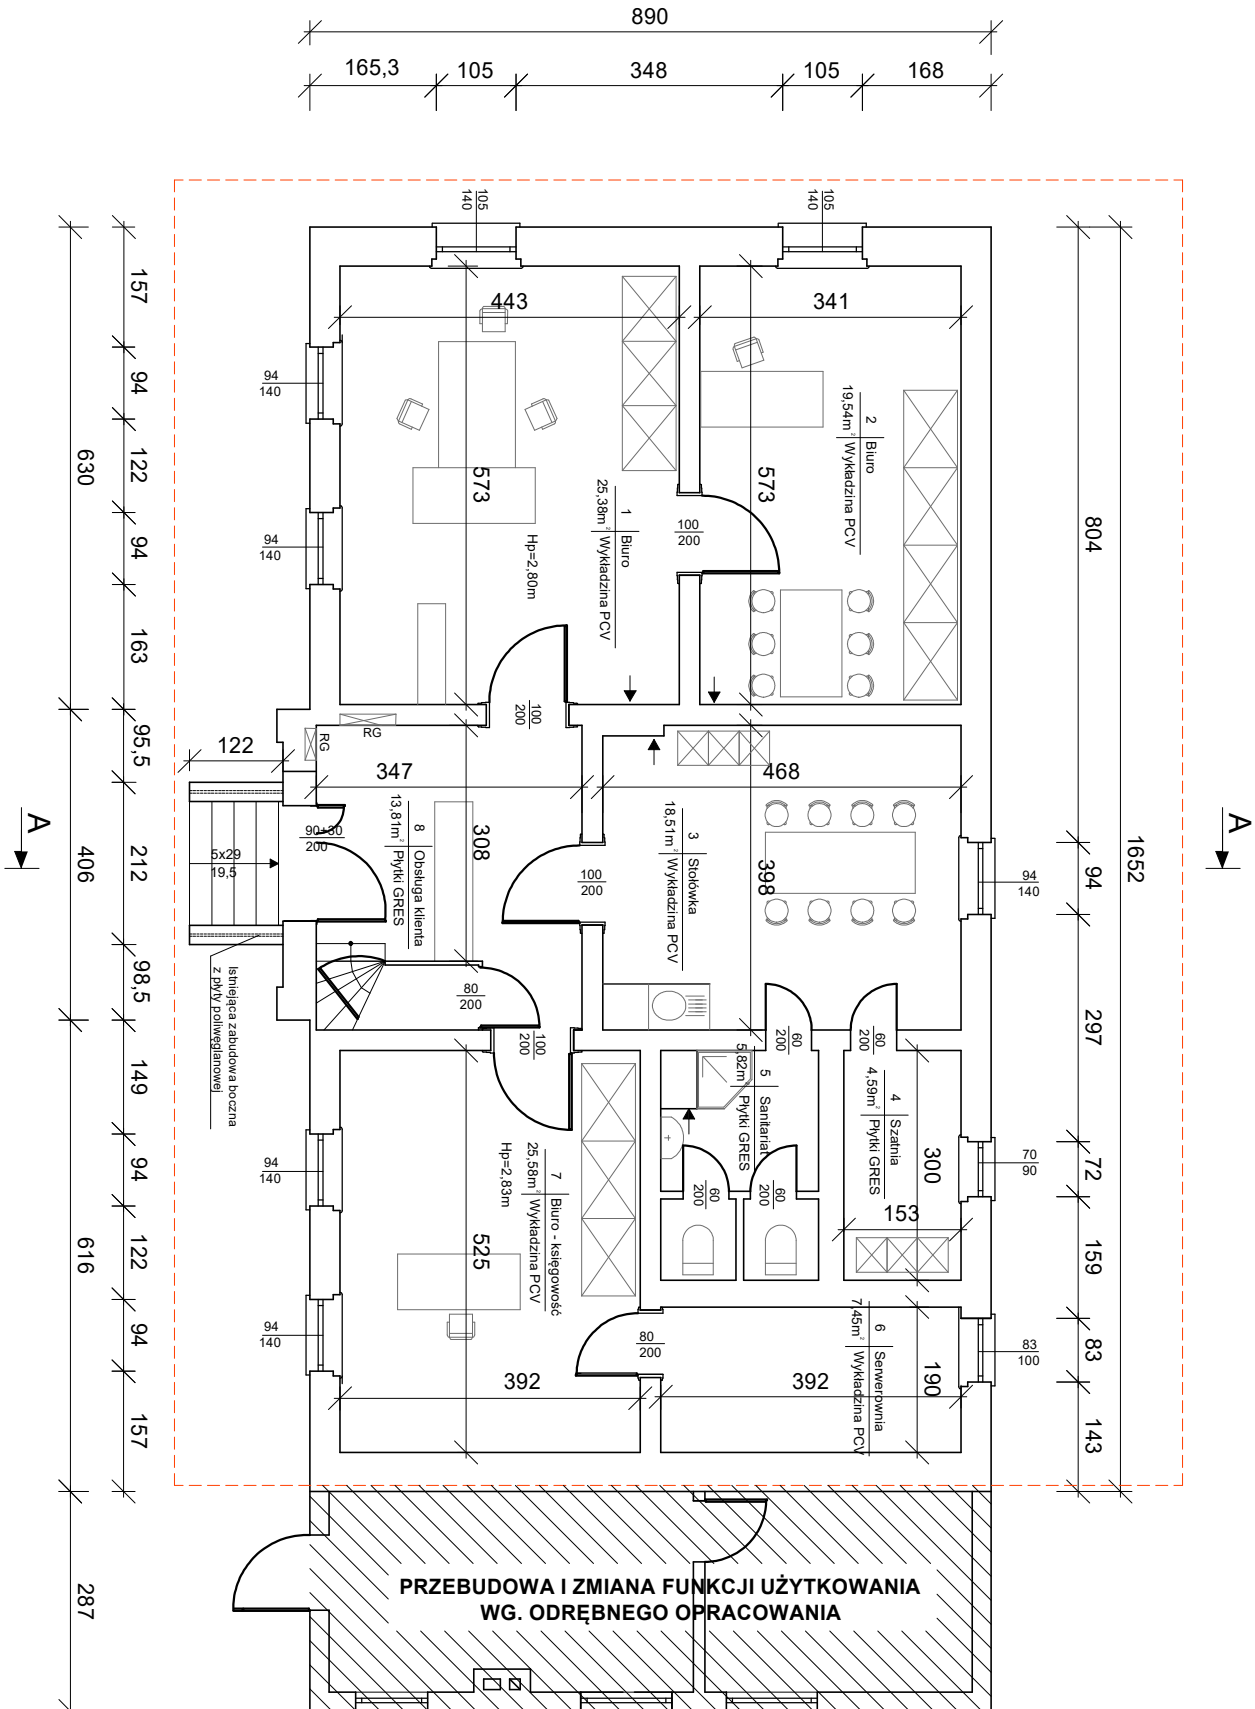 890
165,3
105
348
105
168
105
140
105
140
157
94
122
94
163
95,5
212
98,5
149
94
122
94
157
630
406
616
287
804
94
297
72
159
83
143
1652
A
A
443
341
94
140
573
573
2
Biuro
19,54m²
Wykładzina PCV
1
Biuro
25,38m²
Wykładzina PCV
Hp=2,80m
100
200
94
140
100
200
RG
RG
122
347
468
90+30
200
5x29
19,5
308
8
Obsługa klienta
13,81m²
Płytki GRES
100
200
3
Stołówka
18,51m²
Wykładzina PCV
398
94
140
Istniejąca zabudowa boczna
z płyty poliwęglanowej
80
200
100
200
60
200
60
200
5
Sanitariat
5,82m²
Płytki GRES
4
Szatnia
4,59m²
Płytki GRES
300
153
70
90
94
140
7
Biuro - księgowość
25,58m²
Wykładzina PCV
Hp=2,83m
60
200
60
200
525
94
140
80
200
6
Serwerownia
7,45m²
Wykładzina PCV
190
83
100
392
392
PRZEBUDOWA I ZMIANA FUNKCJI UŻYTKOWANIA
WG. ODRĘBNEGO OPRACOWANIA